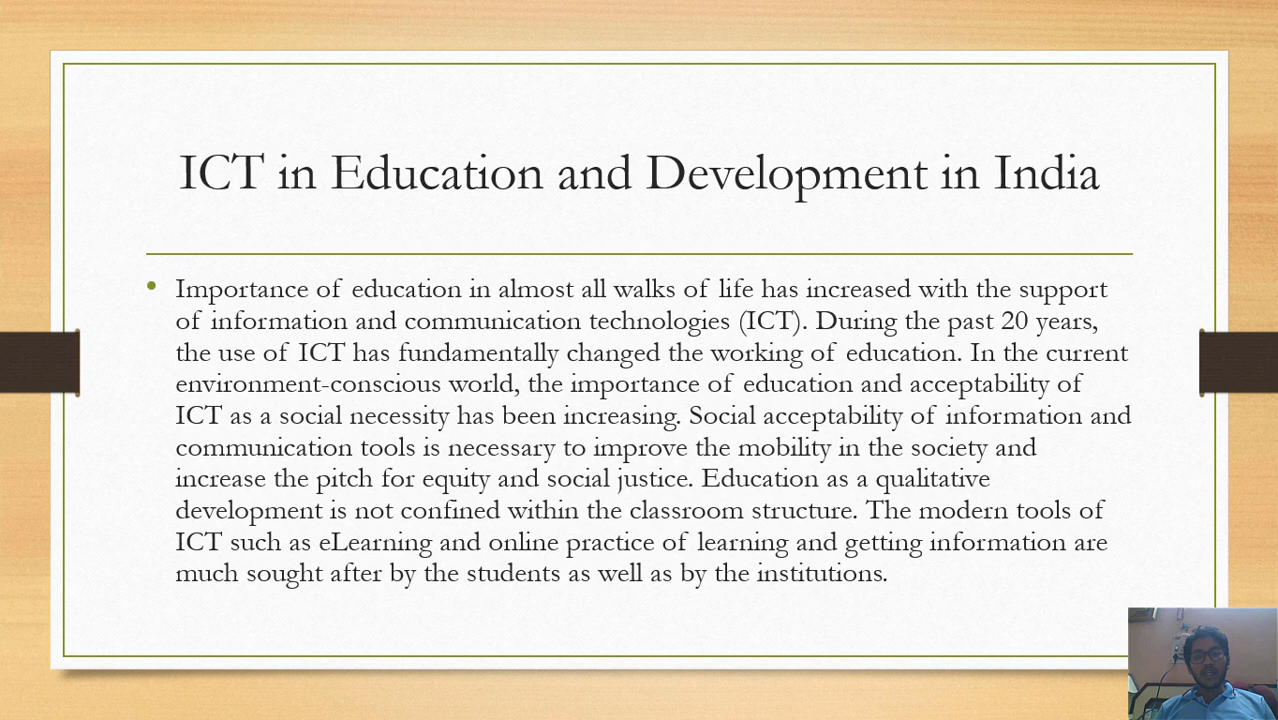 ICT in Education and Development in India
• Importance of education in almost all walks of life has increased with the support
of information and communication technologies (ICT). During the past 20 years,
the use of ICT has fundamentally changed the working of education. In the current
environment-conscious world, the importance of education and acceptability of
ICT as a social necessity has been increasing. Social acceptability of information and
communication tools is necessary to improve the mobility in the society and
increase the pitch for equity and social justice. Education as a qualitative
development is not confined within the classroom structure. The modern tools of
ICT such as eLearning and online practice of learning and getting information are
much sought after by the students as well as by the institutions.